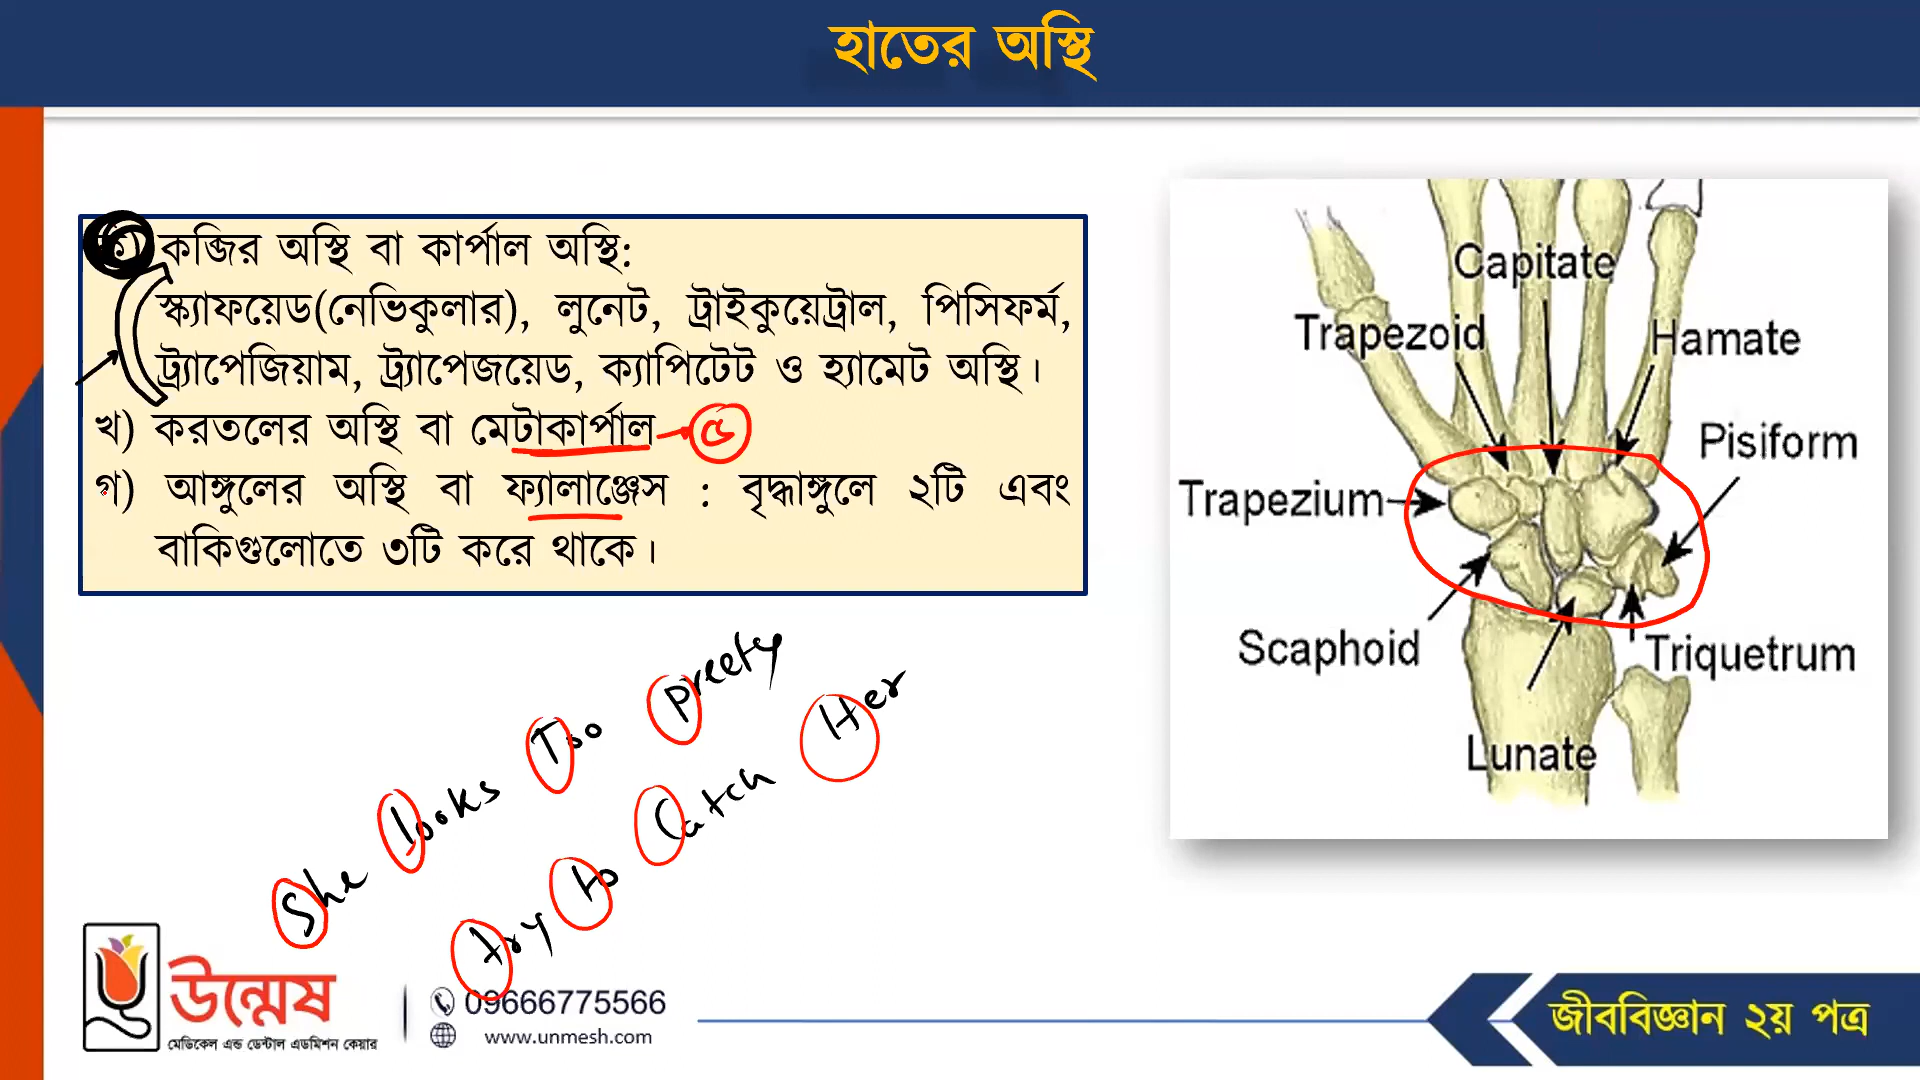 হাতের অস্থি
ক) কব্জির অস্থি বা কার্পাল অস্থি:
স্ক্যাফয়েড(নেভিকুলার), লুনেট, ট্রাইকুয়েট্রাল, পিসিফর্ম,
ট্র্যাপেজিয়াম, ট্র্যাপেজয়েড, ক্যাপিটেট ও হ্যামেট অস্থি।
খ) করতলের অস্থি বা মেটাকার্পাল ৫
গ) আঙ্গুলের অস্থি বা ফ্যালাঞ্জেস : বৃদ্ধাঙ্গুলে ২টি এবং
বাকিগুলোতে ৩টি করে থাকে।
Capitate
Trapezoid
Hamate
Pisiform
Trapezium
Scaphoid
Triquetrum
Lunate
She looks Too preety
try to Catch Her
উন্মেষ
মেডিকেল এন্ড ডেন্টাল এডমিশন কেয়ার
09666775566
www.unmesh.com
জীববিজ্ঞান ২য় পত্র